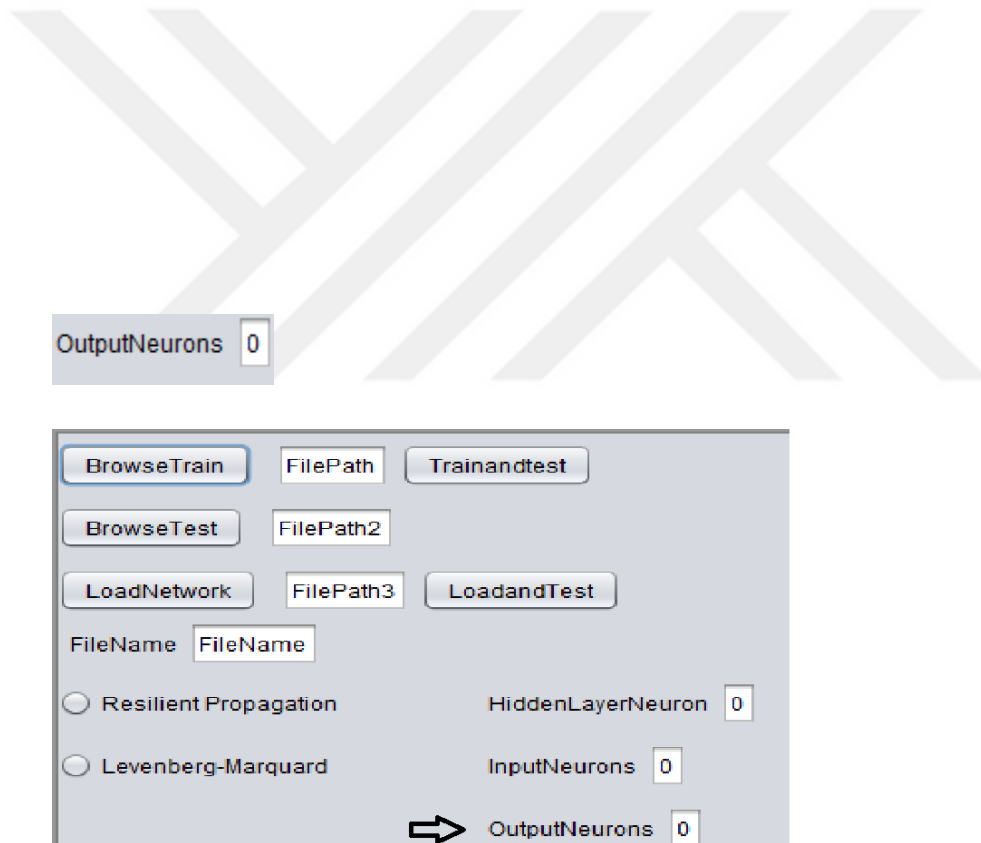 OutputNeurons 0
BrowseTrain FilePath Trainandtest
BrowseTest FilePath2
LoadNetwork FilePath3 LoadandTest
FileName FileName
Resilient Propagation HiddenLayerNeuron 0
Levenberg-Marquard InputNeurons 0
OutputNeurons 0